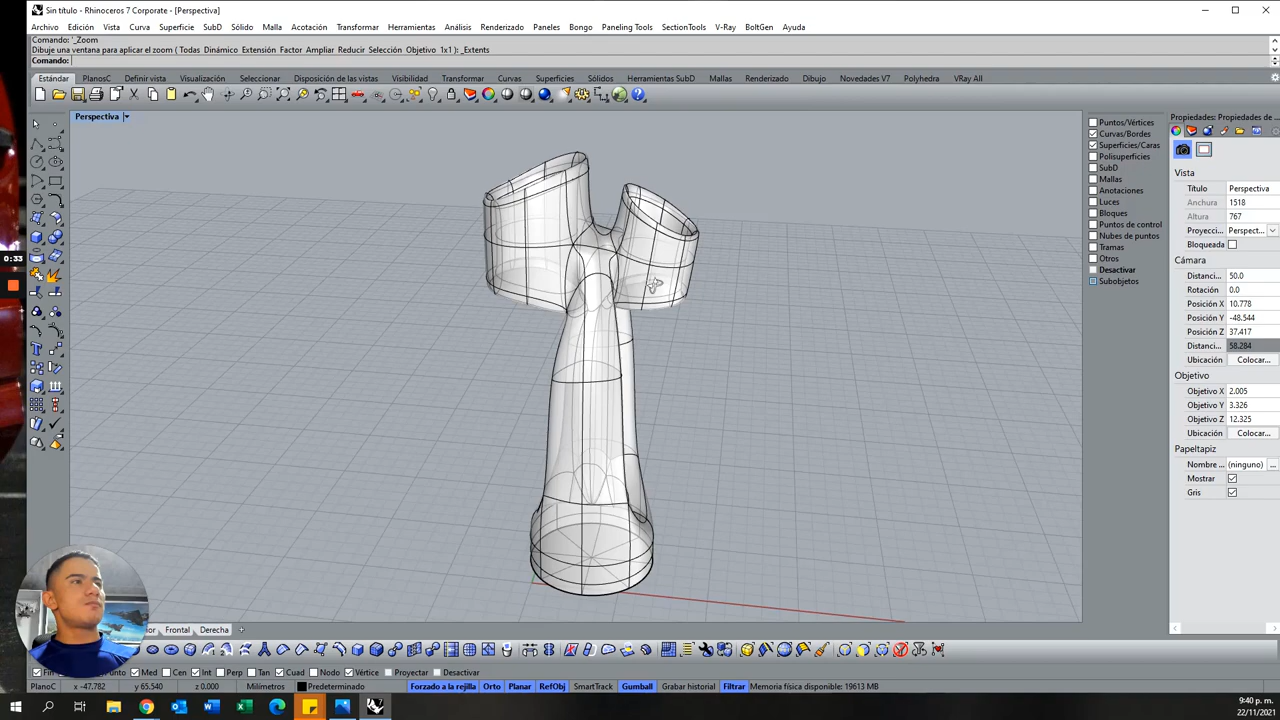 Sin título - Rhinoceros 7 Corporate - [Perspectiva]
Archivo Edición Vista Curva Superficie SubD Sólido Malla Acotación Transformar Herramientas Análisis Renderizado Paneles Bongo Paneling Tools SectionTools V-Ray BoltGen Ayuda
Comando: '_Zoom
Dibuje una ventana para aplicar el zoom ( Todas Dinámico Extensión Factor Ampliar Reducir Selección Objetivo 1x1 ): _Extents
Comando:
Estándar PlanosC Definir vista Visualización Seleccionar Disposición de las vistas Visibilidad Transformar Curvas Superficies Sólidos Herramientas SubD Mallas Renderizado Dibujo Novedades V7 Polyhedra VRay All
Perspectiva
Puntos/Vértices
Curvas/Bordes
Superficies/Caras
Polisuperficies
SubD
Mallas
Anotaciones
Luces
Bloques
Puntos de control
Nubes de puntos
Tramas
Otros
Desactivar
Subobjetos
Propiedades: Propiedades de ...
Vista
Título Perspectiva
Anchura 1518
Altura 767
Proyecci... Perspect...
Bloqueada
Cámara
Distanci... 50.0
Rotación 0.0
Posición X 10.778
Posición Y -48.544
Posición Z 37.417
Distanci... 58.284
Ubicación Colocar...
Objetivo
Objetivo X 2.005
Objetivo Y 3.326
Objetivo Z 12.325
Ubicación Colocar...
Papeltapiz
Nombre ... (ninguno) ...
Mostrar
Gris
0:33
Frontal Derecha
Fin Punto Med Cen Int Perp Tan Cuad Nodo Vértice Proyectar Desactivar
PlanoC x -47.782 y 65.540 z 0.000 Milímetros Predeterminado Forzado a la rejilla Orto Planar RefObj SmartTrack Gumball Grabar historial Filtrar Memoria física disponible: 19613 MB
9:40 p. m.
22/11/2021